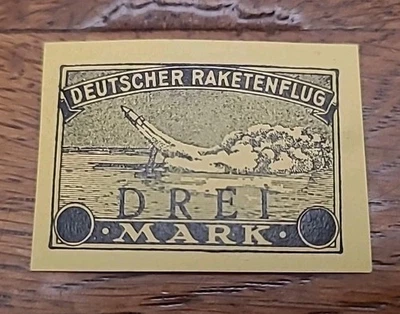 DEUTSCHER RAKETENFLUG
DREI
· MARK ·